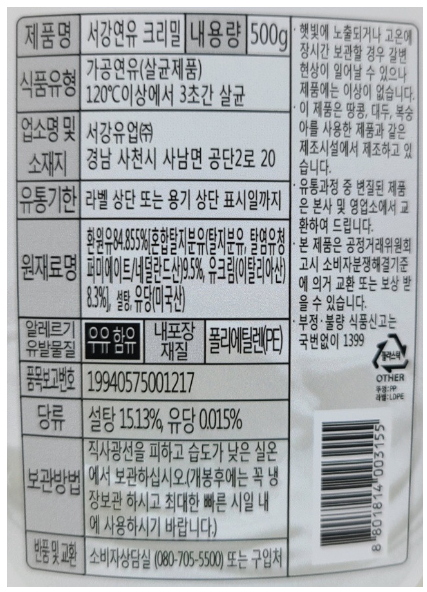 제품명 서강연유 크리밀 내용량 500g
식품유형 가공연유(살균제품)
120℃이상에서 3초간 살균
업소명 및 소재지 서강유업㈜
경남 사천시 사남면 공단2로 20
유통기한 라벨 상단 또는 용기 상단 표시일까지
원재료명 환원유84.855%[혼합탈지분유(탈지분유, 탈염유청
퍼미에이트/네덜란드산)9.5%, 유크림(이탈리아산)
8.3%], 설탕, 유당(미국산)
알레르기 유발물질 우유 함유 내포장 재질 폴리에틸렌(PE)
품목보고번호 19940575001217
당류 설탕 15.13%, 유당 0.015%
보관방법 직사광선을 피하고 습도가 낮은 실온
에서 보관하십시오.(개봉후에는 꼭 냉
장보관 하시고 최대한 빠른 시일 내
에 사용하시기 바랍니다.)
반품 및 교환 소비자상담실 (080-705-5500) 또는 구입처
· 햇빛에 노출되거나 고온에
장시간 보관할 경우 갈변
현상이 일어날 수 있으나
제품에는 이상이 없습니다.
· 이 제품은 땅콩, 대두, 복숭
아를 사용한 제품과 같은
제조시설에서 제조하고 있
습니다.
· 유통과정 중 변질된 제품
은 본사 및 영업소에서 교
환하여 드립니다.
· 본 제품은 공정거래위원회
고시 소비자분쟁해결기준
에 의거 교환 또는 보상 받
을 수 있습니다.
· 부정·불량 식품신고는
국번없이 1399
플라스틱
OTHER
뚜껑:PP
라벨:LDPE
8 801814 003155